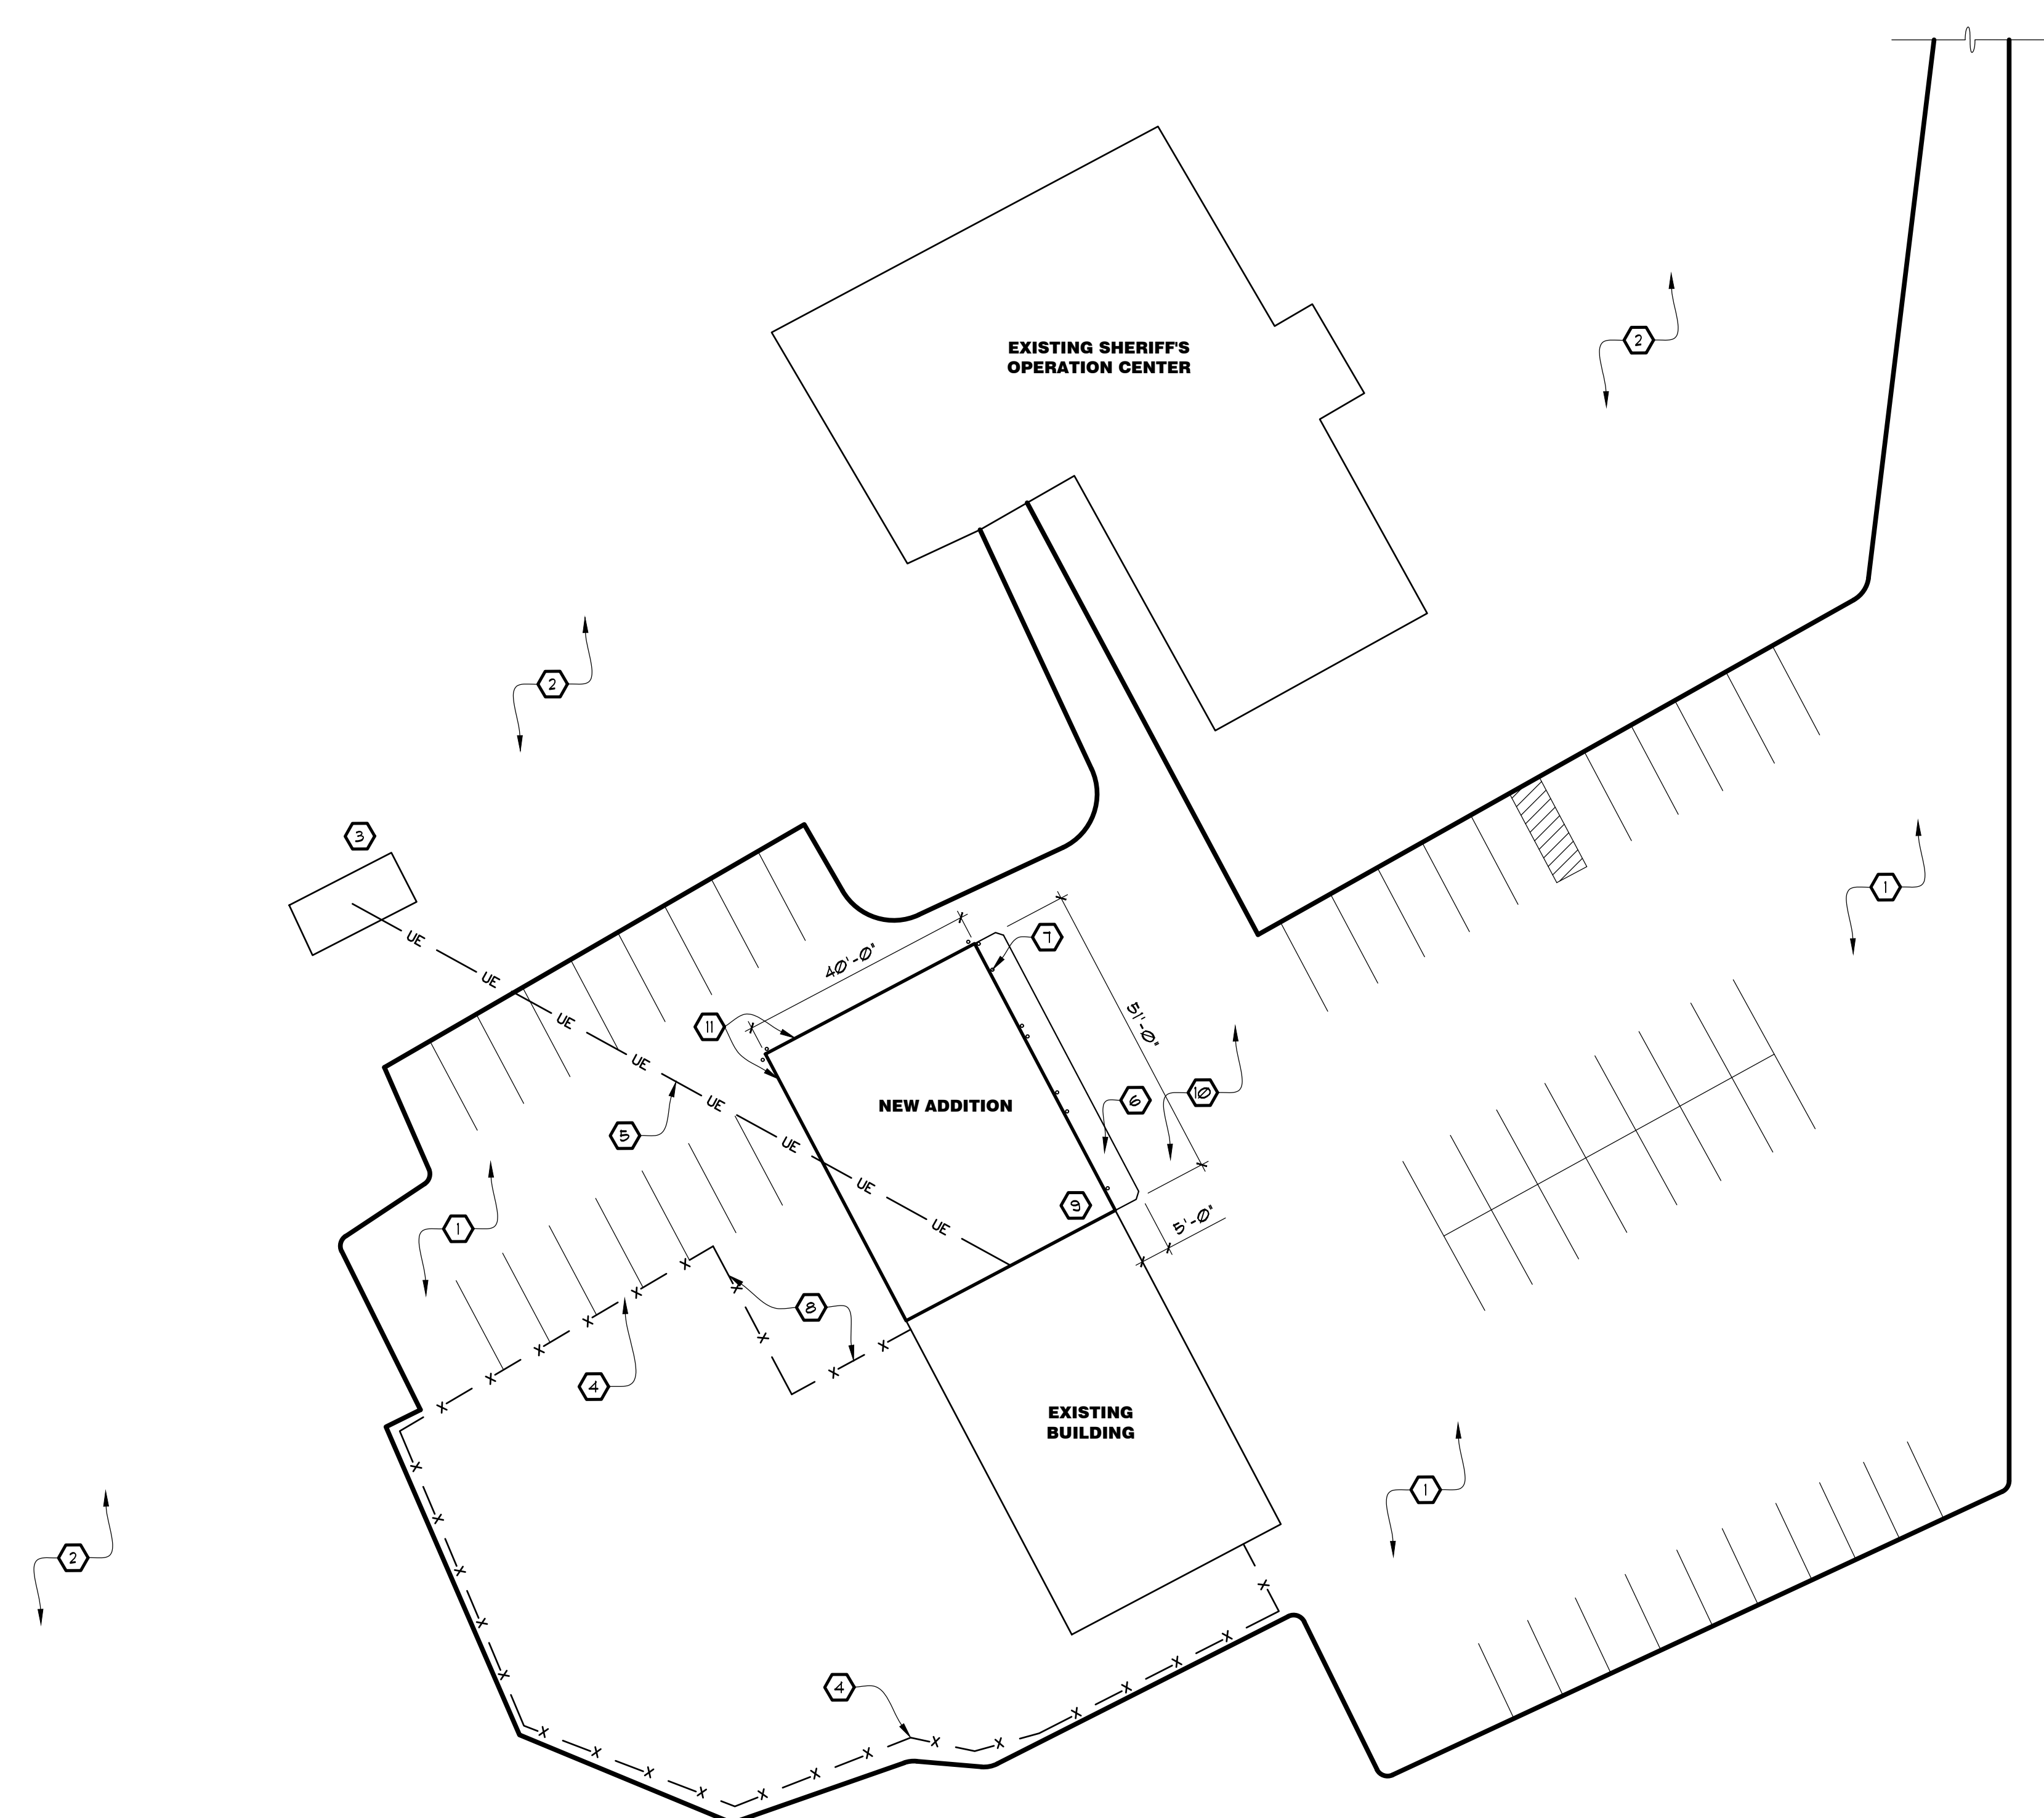 EXISTING SHERIFF'S
OPERATION CENTER
2
2
3
1
UE
7
UE
40'-0"
UE
11
51'-0"
UE
10
6
UE
NEW ADDITION
5
UE
UE
9
5'-0"
1
UE
8
4
EXISTING
BUILDING
1
2
4
X X X X X X
X X X X
X X X X X
X X X X X X X
X X X X X X